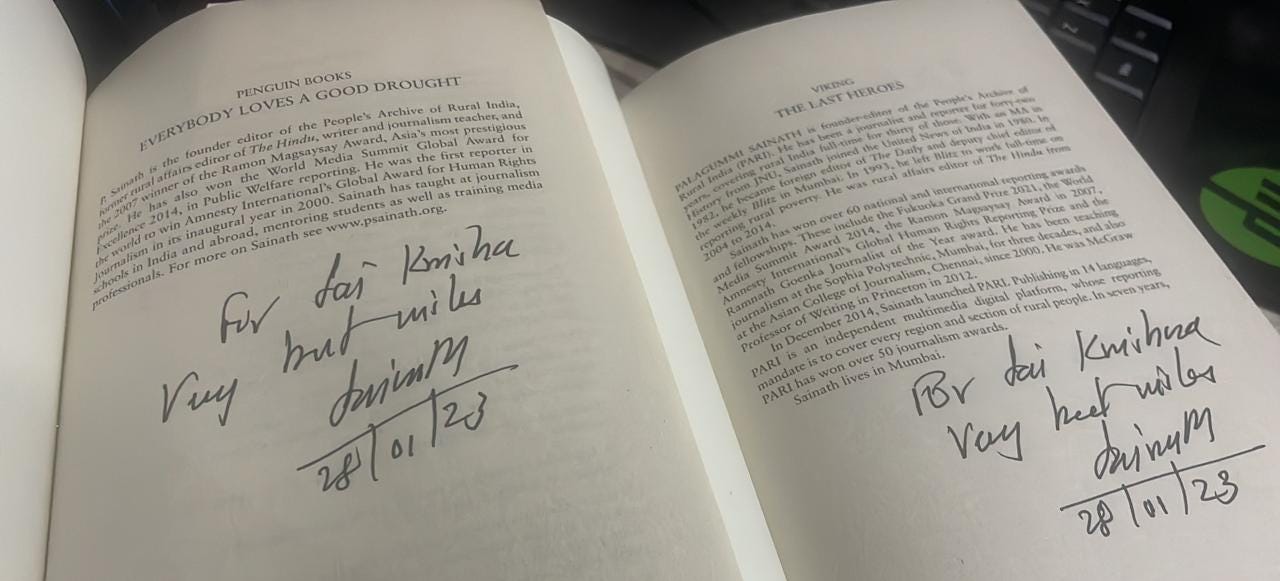 PENGUIN BOOKS
EVERYBODY LOVES A GOOD DROUGHT
P. Sainath is the founder editor of the People's Archive of Rural India,
former rural affairs editor of The Hindu, writer and journalism teacher, and
the 2007 winner of the Ramon Magsaysay Award, Asia's most prestigious
prize. He has also won the World Media Summit Global Award for
Excellence 2014, in Public Welfare reporting. He was the first reporter in
the world to win Amnesty International's Global Award for Human Rights
Journalism in its inaugural year in 2000. Sainath has taught at journalism
schools in India and abroad, mentoring students as well as training media
professionals. For more on Sainath see www.psainath.org.
For Sai Krishna
Very best wishes
28/01/23
VIKING
THE LAST HEROES
PALAGUMMI SAINATH is founder-editor of the People's Archive of
Rural India (PARI). He has been a journalist and reporter for forty-two
years, covering rural India full-time for thirty of those. With an MA in
History from JNU, Sainath joined the United News of India in 1980. In
1982, he became foreign editor of The Daily and deputy chief editor of
the weekly Blitz in Mumbai. In 1993, he left Blitz to work full-time on
reporting rural poverty. He was rural affairs editor of The Hindu from
2004 to 2014.
Sainath has won over 60 national and international reporting awards
and fellowships. These include the Fukuoka Grand Prize 2021, the World
Media Summit Award 2014, the Ramon Magsaysay Award in 2007,
Amnesty International's Global Human Rights Reporting Prize and the
Ramnath Goenka Journalist of the Year award. He has been teaching
journalism at the Sophia Polytechnic, Mumbai, for three decades, and also
at the Asian College of Journalism, Chennai, since 2000. He was McGraw
Professor of Writing in Princeton in 2012.
In December 2014, Sainath launched PARI. Publishing in 14 languages,
PARI is an independent multimedia digital platform, whose reporting
mandate is to cover every region and section of rural people. In seven years,
PARI has won over 50 journalism awards.
Sainath lives in Mumbai.
For Sai Krishna
Very best wishes
28/01/23